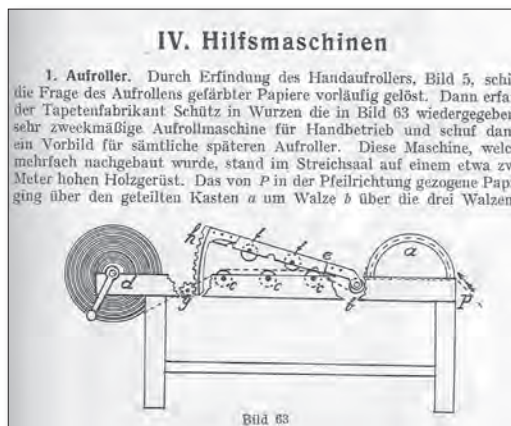 IV. Hilfsmaschinen
1. Aufroller. Durch Erfindung des Handaufrollers, Bild 5, schi
die Frage des Aufrollens gefärbter Papiere vorläufig gelöst. Dann erfa
der Tapetenfabrikant Schütz in Wurzen die in Bild 63 wiedergegeben
sehr zweckmäßige Aufrollmaschine für Handbetrieb und schuf dan
ein Vorbild für sämtliche späteren Aufroller. Diese Maschine, welc
mehrfach nachgebaut wurde, stand im Streichsaal auf einem etwa zw
Meter hohen Holzgerüst. Das von P in der Pfeilrichtung gezogene Pap
ging über den geteilten Kasten a um Walze b über die drei Walzen
h f f e a
d g c c c b P
Bild 63